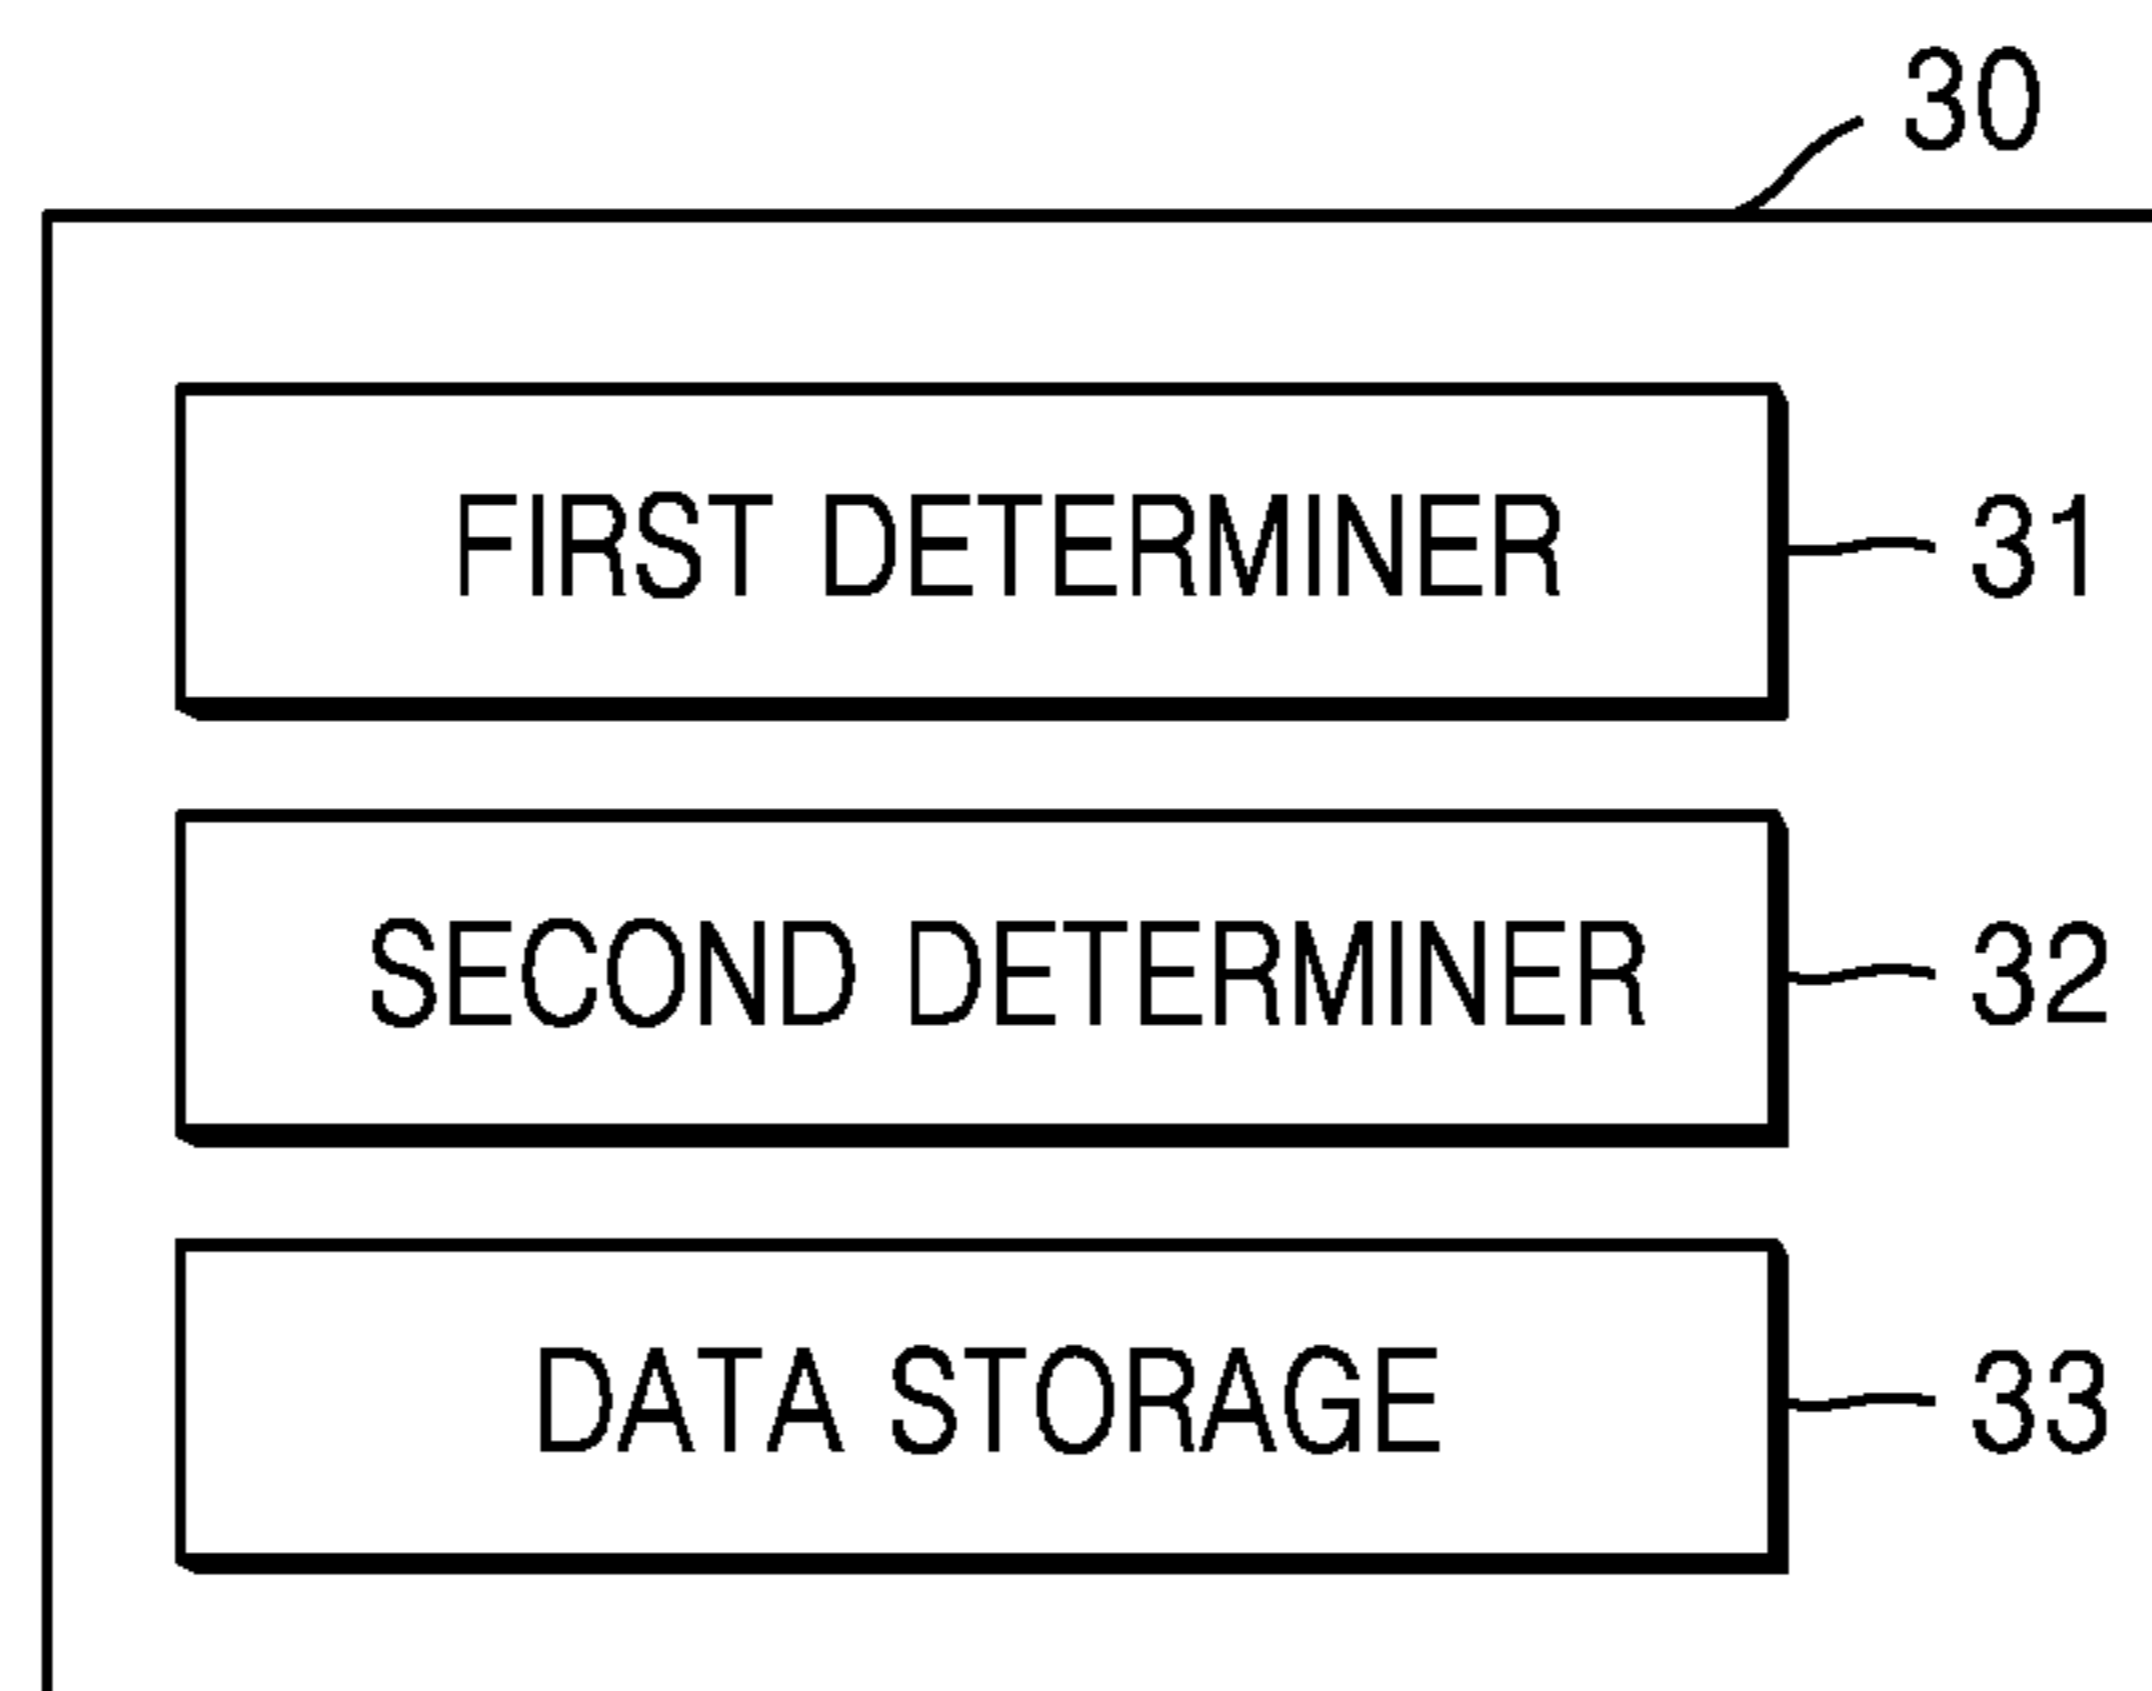 30
FIRST DETERMINER 31
SECOND DETERMINER 32
DATA STORAGE 33